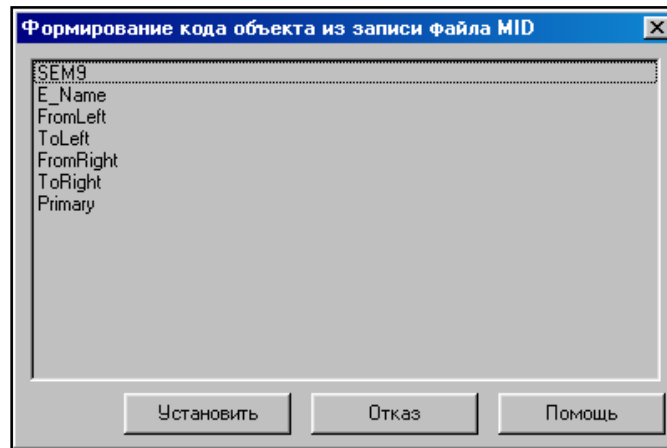 Формирование кода объекта из записи файла MID
SEM9
E_Name
FromLeft
ToLeft
FromRight
ToRight
Primary
Установить Отказ Помощь